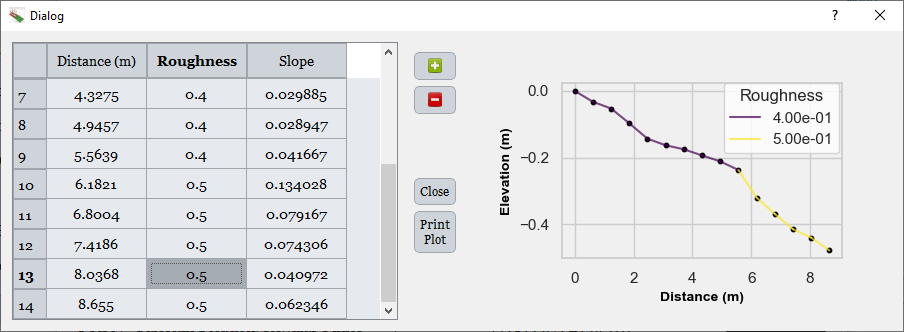 Dialog
? ×
Distance (m) Roughness Slope
7 4.3275 0.4 0.029885
8 4.9457 0.4 0.028947
9 5.5639 0.4 0.041667
10 6.1821 0.5 0.134028
11 6.8004 0.5 0.079167
12 7.4186 0.5 0.074306
13 8.0368 0.5 0.040972
14 8.655 0.5 0.062346
Close
Print
Plot
Roughness
4.00e-01
5.00e-01
0.0
−0.2
−0.4
Elevation (m)
0 2 4 6 8
Distance (m)